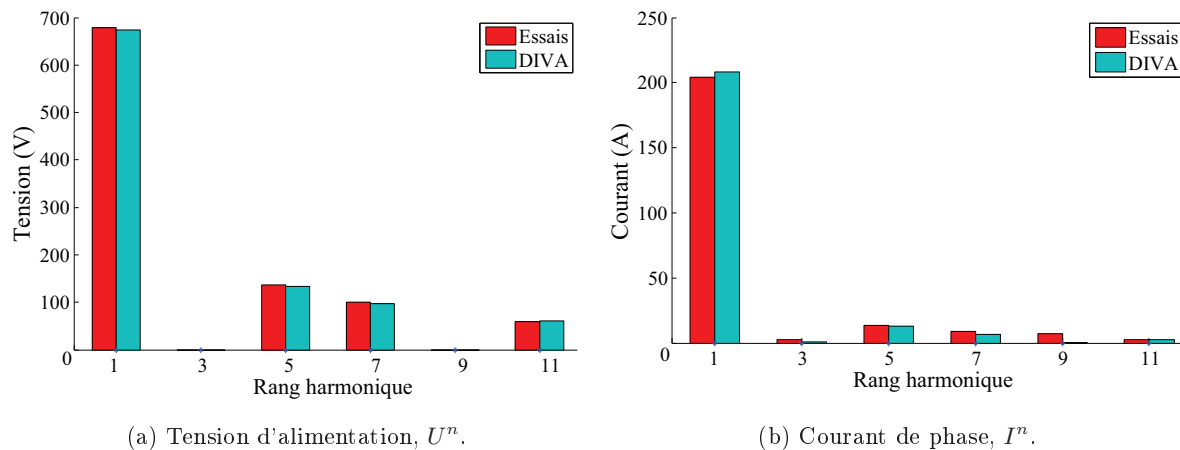 700
600
500
400
300
200
100
0
Tension (V)
1 3 5 7 9 11
Rang harmonique
Essais
DIVA
(a) Tension d'alimentation, Uⁿ.
250
200
150
100
50
0
Courant (A)
1 3 5 7 9 11
Rang harmonique
Essais
DIVA
(b) Courant de phase, Iⁿ.